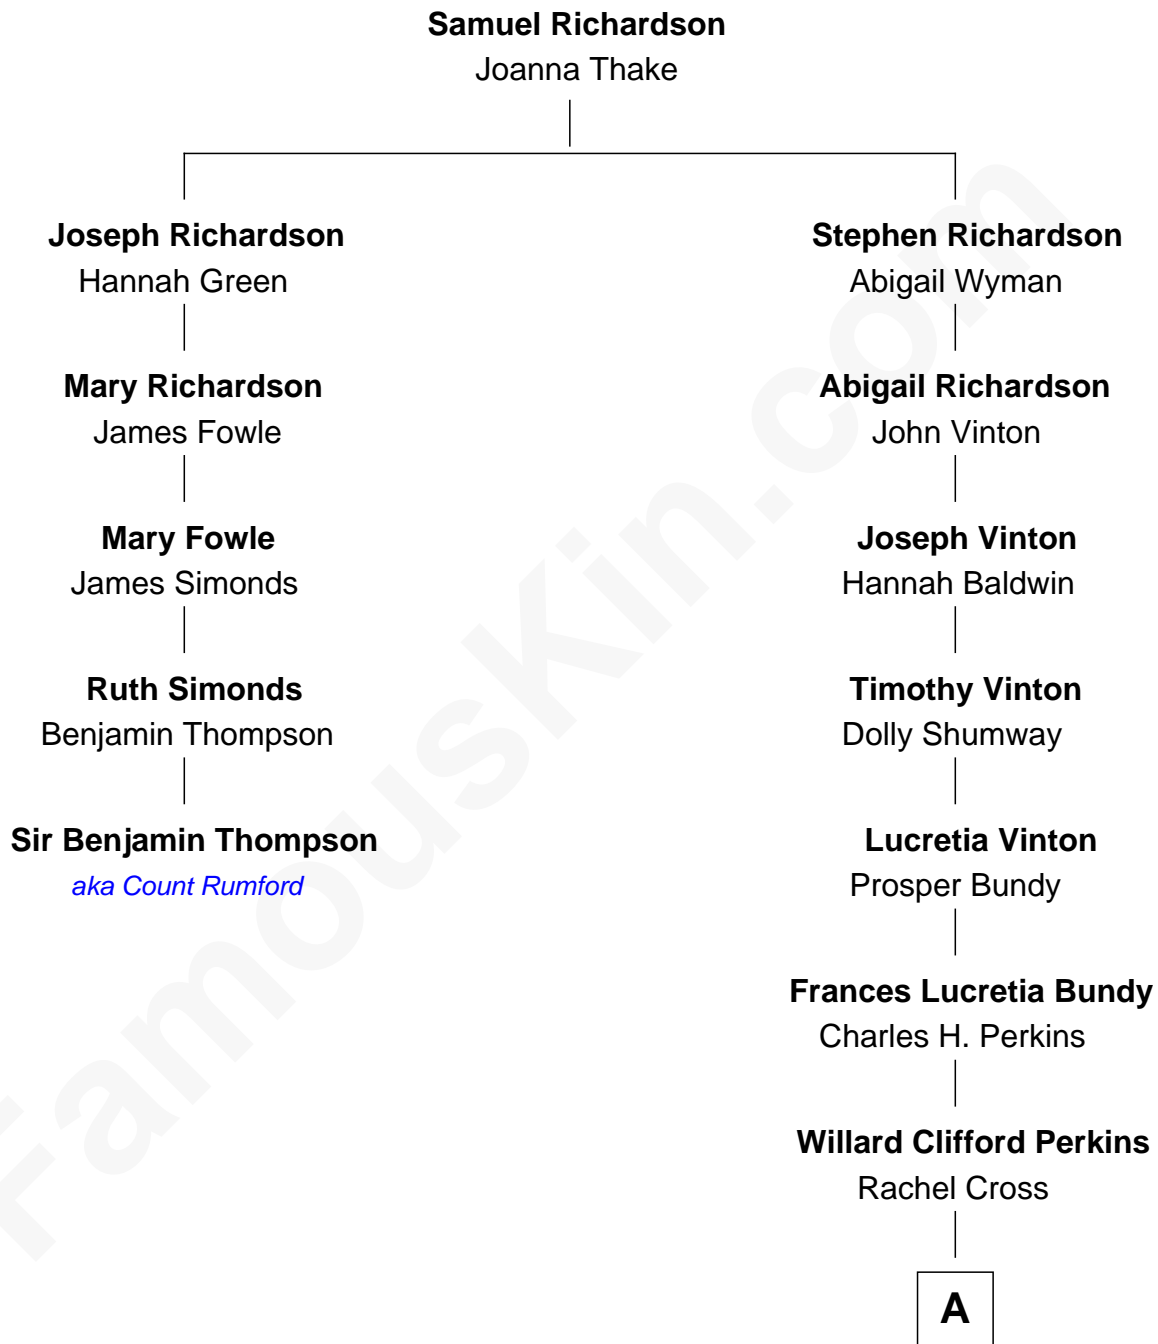 Samuel Richardson
Joanna Thake
Joseph Richardson
Hannah Green
Mary Richardson
James Fowle
Mary Fowle
James Simonds
Ruth Simonds
Benjamin Thompson
Sir Benjamin Thompson
aka Count Rumford
Stephen Richardson
Abigail Wyman
Abigail Richardson
John Vinton
Joseph Vinton
Hannah Baldwin
Timothy Vinton
Dolly Shumway
Lucretia Vinton
Prosper Bundy
Frances Lucretia Bundy
Charles H. Perkins
Willard Clifford Perkins
Rachel Cross
A
FamousKin.com